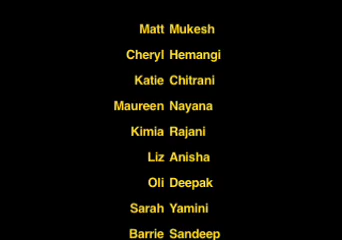 Matt Mukesh
Cheryl Hemangi
Katie Chitrani
Maureen Nayana
Kimia Rajani
Liz Anisha
Oli Deepak
Sarah Yamini
Barrie Sandeep